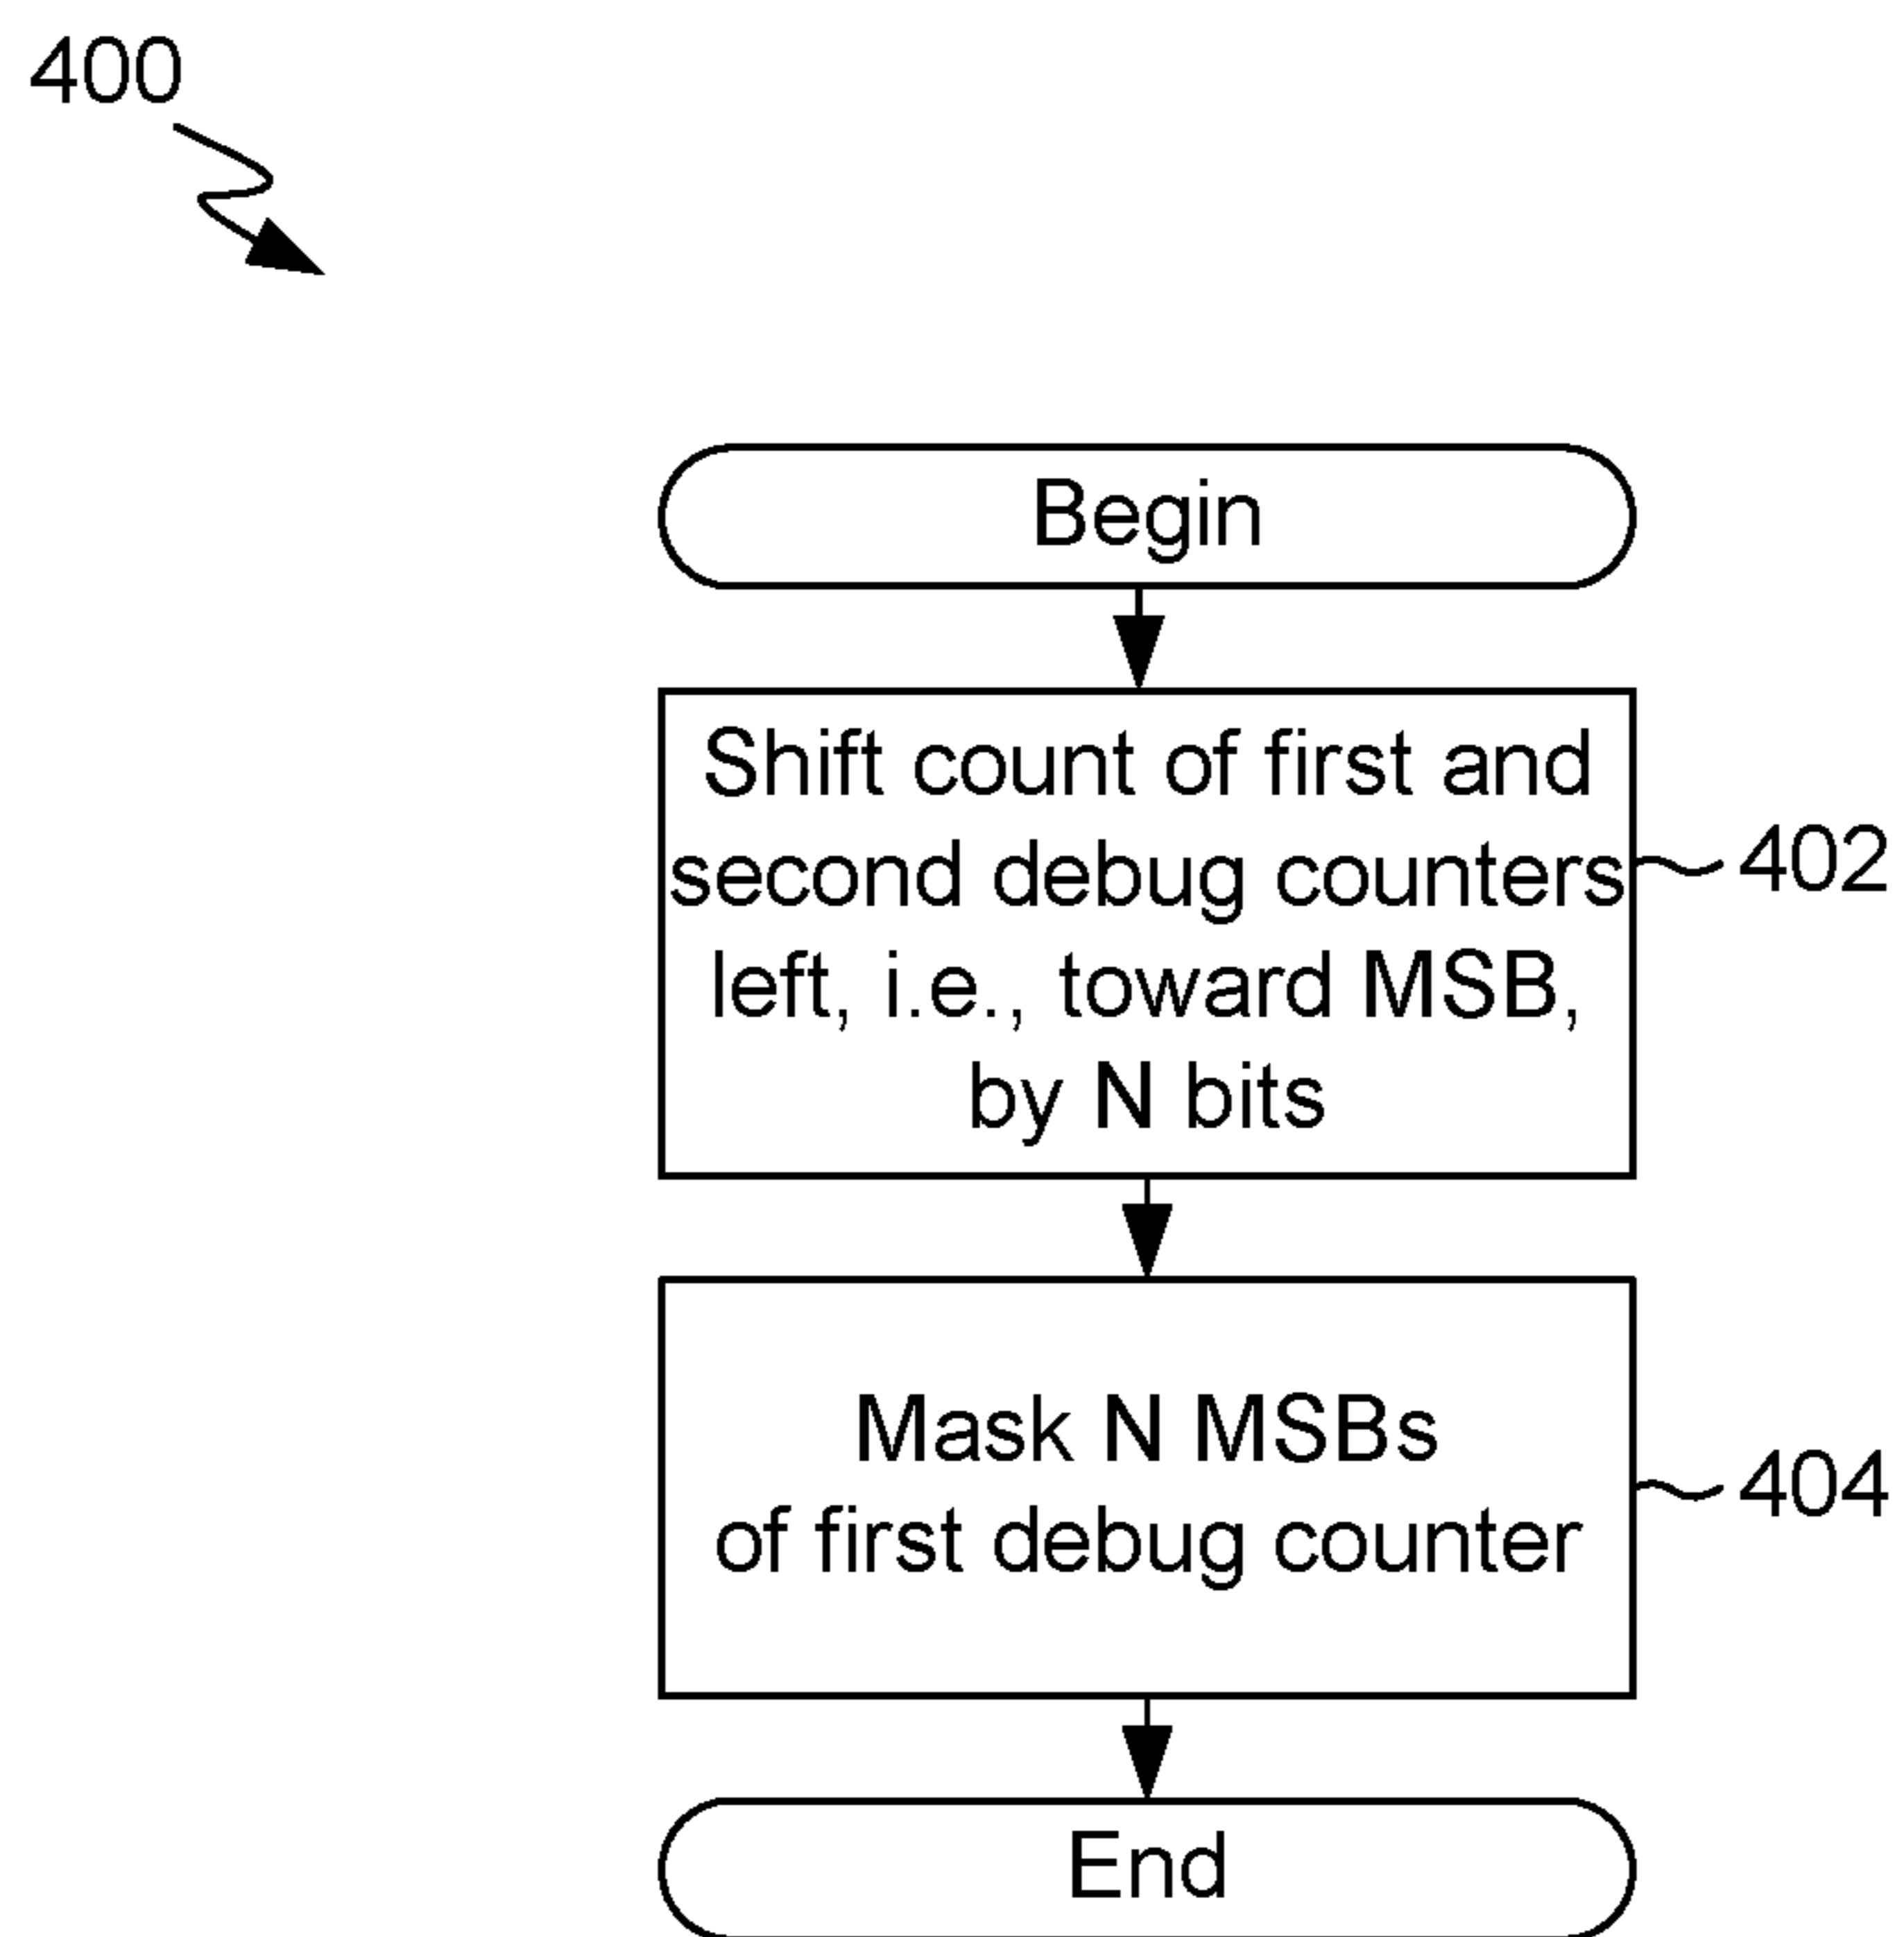 400
Begin
Shift count of first and
second debug counters
left, i.e., toward MSB,
by N bits
402
Mask N MSBs
of first debug counter
404
End